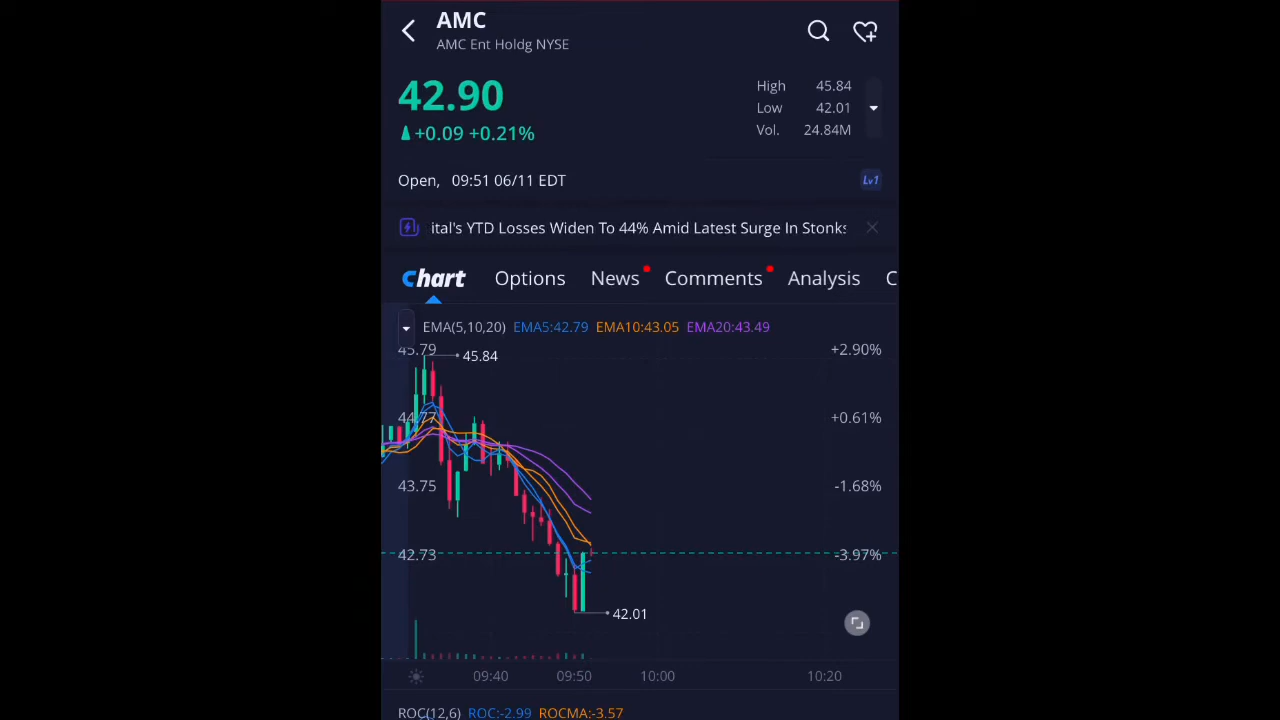 AMC
AMC Ent Holdg NYSE
42.90
+0.09 +0.21%
High 45.84
Low 42.01
Vol. 24.84M
Open, 09:51 06/11 EDT
Lv1
ital's YTD Losses Widen To 44% Amid Latest Surge In Stonks
Chart Options News Comments Analysis C
EMA(5,10,20) EMA5:42.79 EMA10:43.05 EMA20:43.49
45.79 +2.90%
45.84
44.77 +0.61%
43.75 -1.68%
42.73 -3.97%
42.01
09:40 09:50 10:00 10:20
ROC(12,6) ROC:-2.99 ROCMA:-3.57